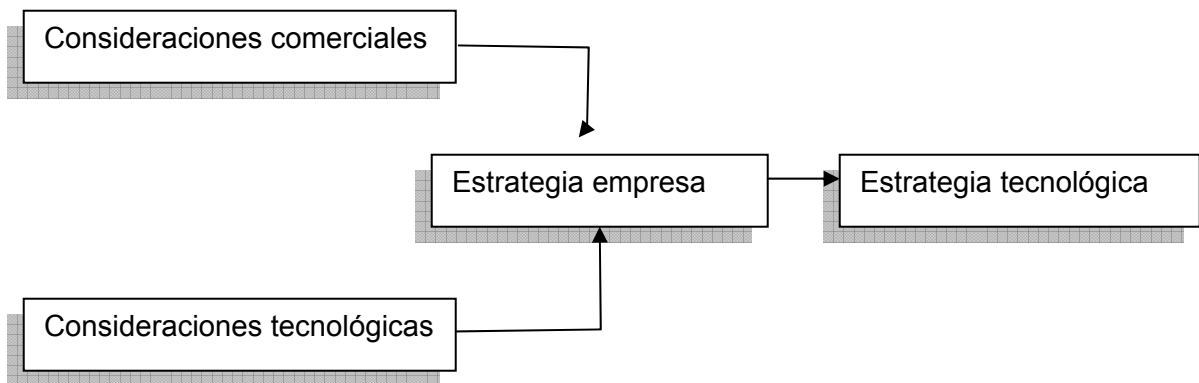 Consideraciones comerciales
Estrategia empresa
Estrategia tecnológica
Consideraciones tecnológicas